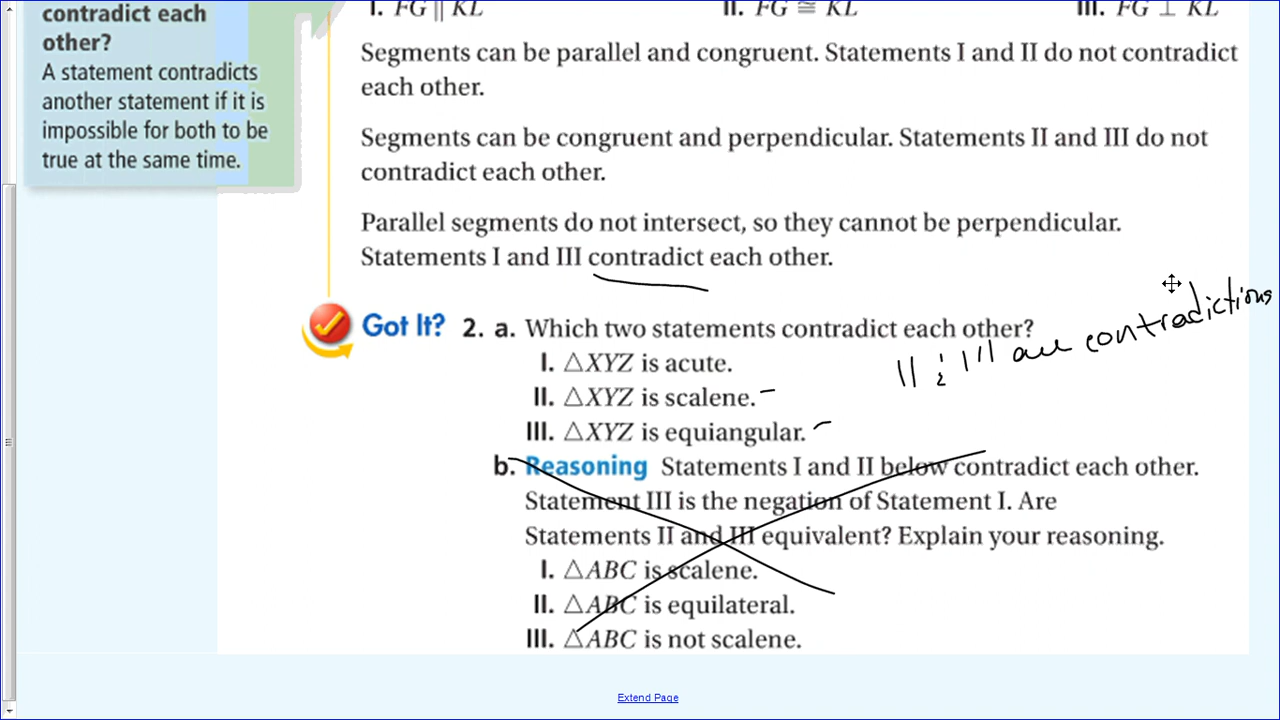 contradict each
other?
A statement contradicts
another statement if it is
impossible for both to be
true at the same time.
I. FG ∥ KL
II. FG ≅ KL
III. FG ⊥ KL
Segments can be parallel and congruent. Statements I and II do not contradict
each other.
Segments can be congruent and perpendicular. Statements II and III do not
contradict each other.
Parallel segments do not intersect, so they cannot be perpendicular.
Statements I and III contradict each other.
Got It? 2. a. Which two statements contradict each other?
I. △XYZ is acute.
II. △XYZ is scalene.
III. △XYZ is equiangular.
II & III are contradictions
b. Reasoning Statements I and II below contradict each other.
Statement III is the negation of Statement I. Are
Statements II and III equivalent? Explain your reasoning.
I. △ABC is scalene.
II. △ABC is equilateral.
III. △ABC is not scalene.
Extend Page